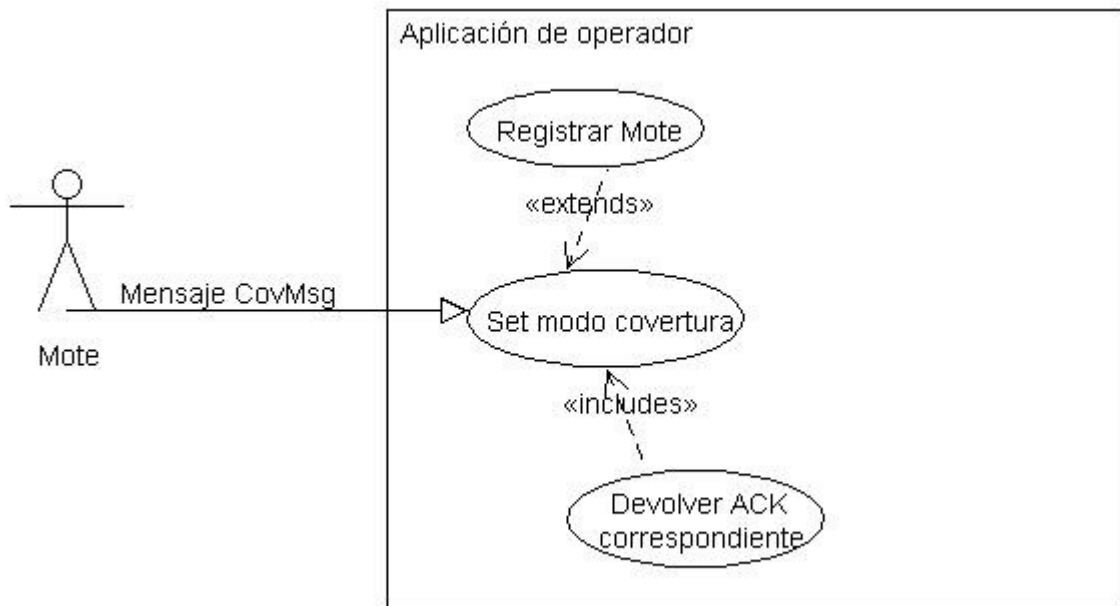 Aplicación de operador
Registrar Mote
«extends»
Mensaje CovMsg
Set modo covertura
Mote
«includes»
Devolver ACK
correspondiente